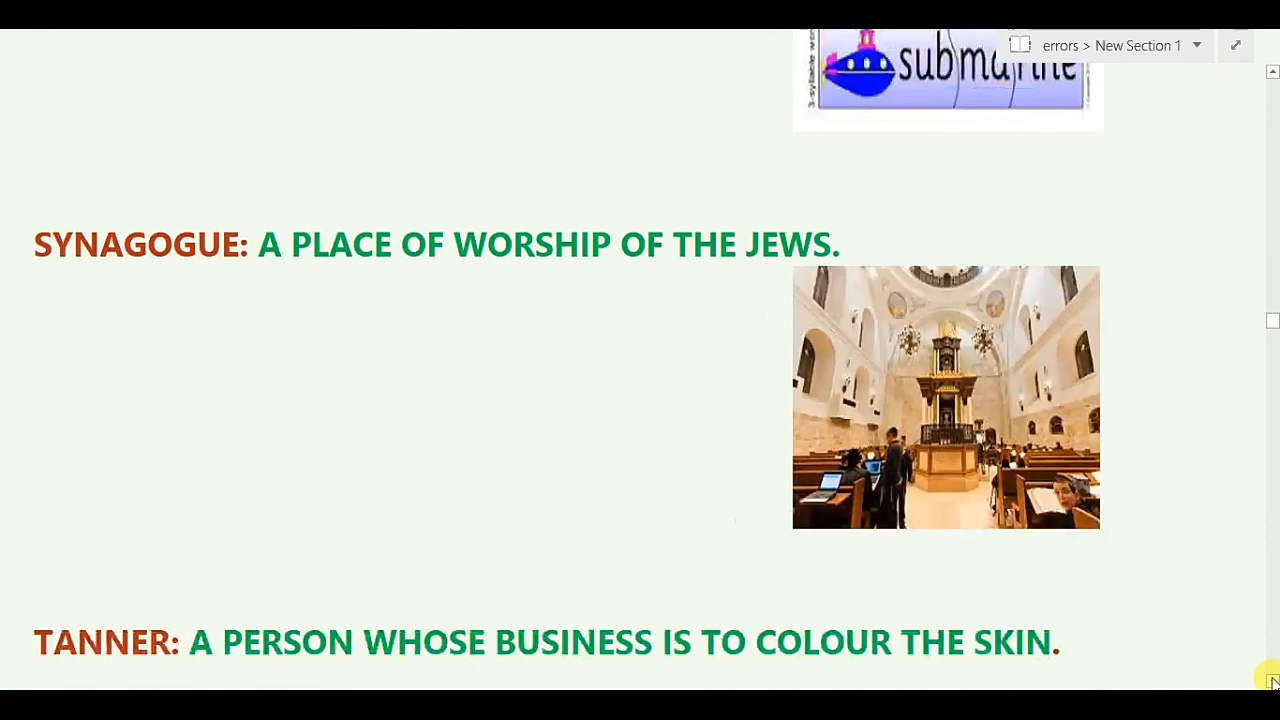 submarine
errors > New Section 1
SYNAGOGUE: A PLACE OF WORSHIP OF THE JEWS.
TANNER: A PERSON WHOSE BUSINESS IS TO COLOUR THE SKIN.